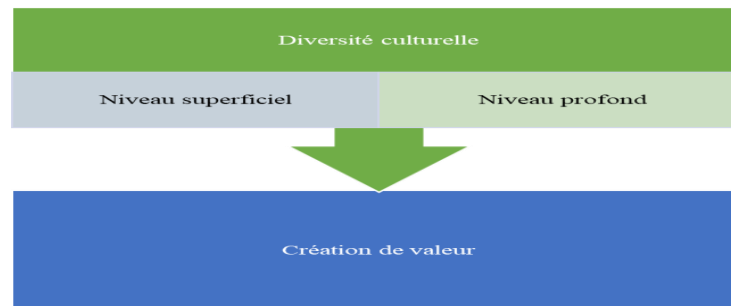 Diversité culturelle
Niveau superficiel
Niveau profond
Création de valeur